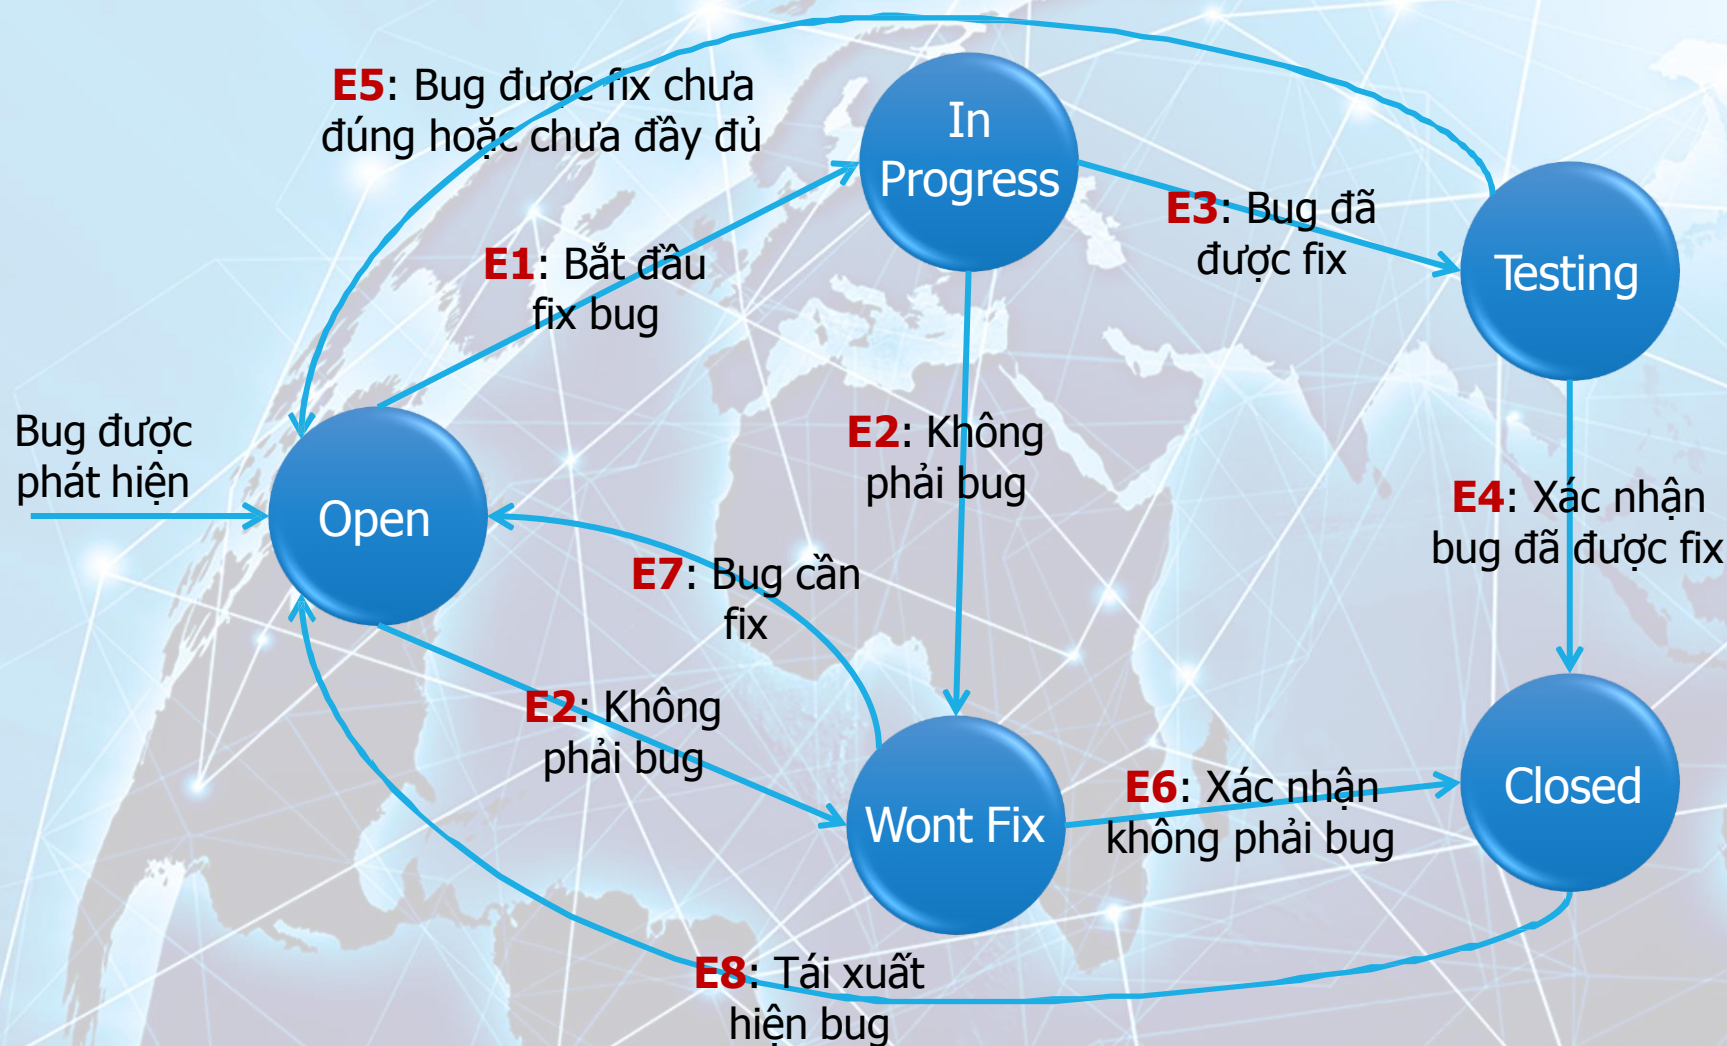 E5: Bug được fix chưa
đúng hoặc chưa đầy đủ
In
Progress
E3: Bug đã
được fix
Testing
E1: Bắt đầu
fix bug
Bug được
phát hiện
Open
E2: Không
phải bug
E4: Xác nhận
bug đã được fix
E7: Bug cần
fix
E2: Không
phải bug
Wont Fix
E6: Xác nhận
không phải bug
Closed
E8: Tái xuất
hiện bug